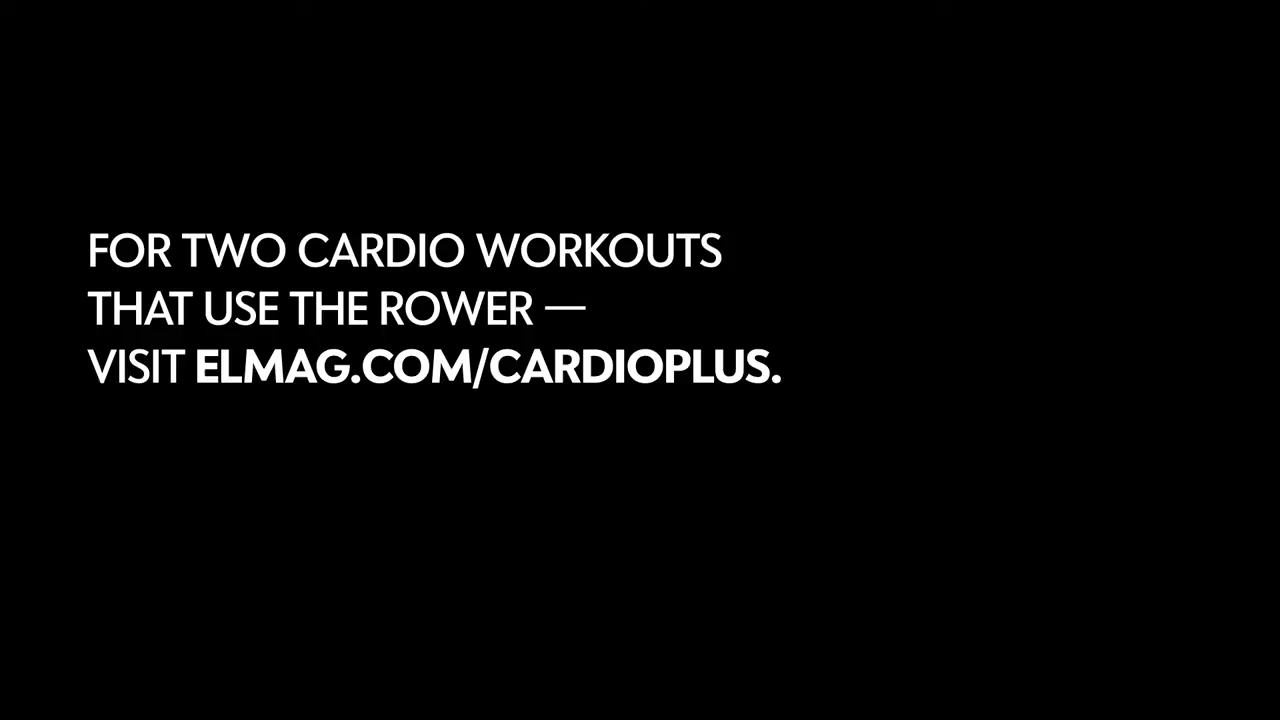 FOR TWO CARDIO WORKOUTS
THAT USE THE ROWER —
VISIT ELMAG.COM/CARDIOPLUS.